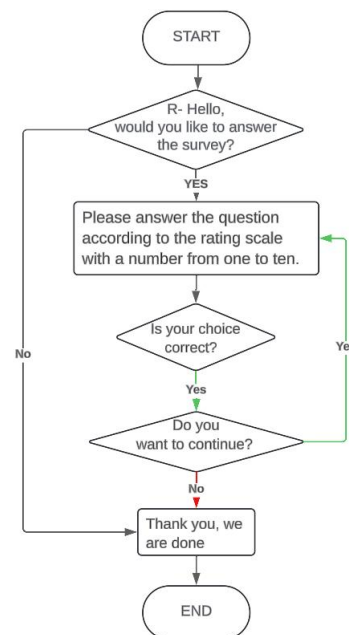 START
R- Hello,
would you like to answer
the survey?
YES
Please answer the question
according to the rating scale
with a number from one to ten.
Is your choice
correct?
No
Ye
Yes
Do you
want to continue?
No
Thank you, we
are done
END